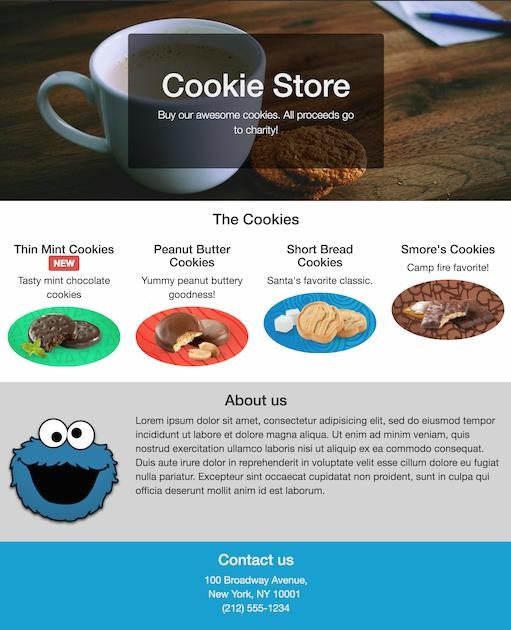 Cookie Store
Buy our awesome cookies. All proceeds go
to charity!
The Cookies
Thin Mint Cookies
NEW
Tasty mint chocolate
cookies
Peanut Butter
Cookies
Yummy peanut buttery
goodness!
Short Bread
Cookies
Santa's favorite classic.
Smore's Cookies
Camp fire favorite!
About us
Lorem ipsum dolor sit amet, consectetur adipisicing elit, sed do eiusmod tempor
incididunt ut labore et dolore magna aliqua. Ut enim ad minim veniam, quis
nostrud exercitation ullamco laboris nisi ut aliquip ex ea commodo consequat.
Duis aute irure dolor in reprehenderit in voluptate velit esse cillum dolore eu fugiat
nulla pariatur. Excepteur sint occaecat cupidatat non proident, sunt in culpa qui
officia deserunt mollit anim id est laborum.
Contact us
100 Broadway Avenue,
New York, NY 10001
(212) 555-1234